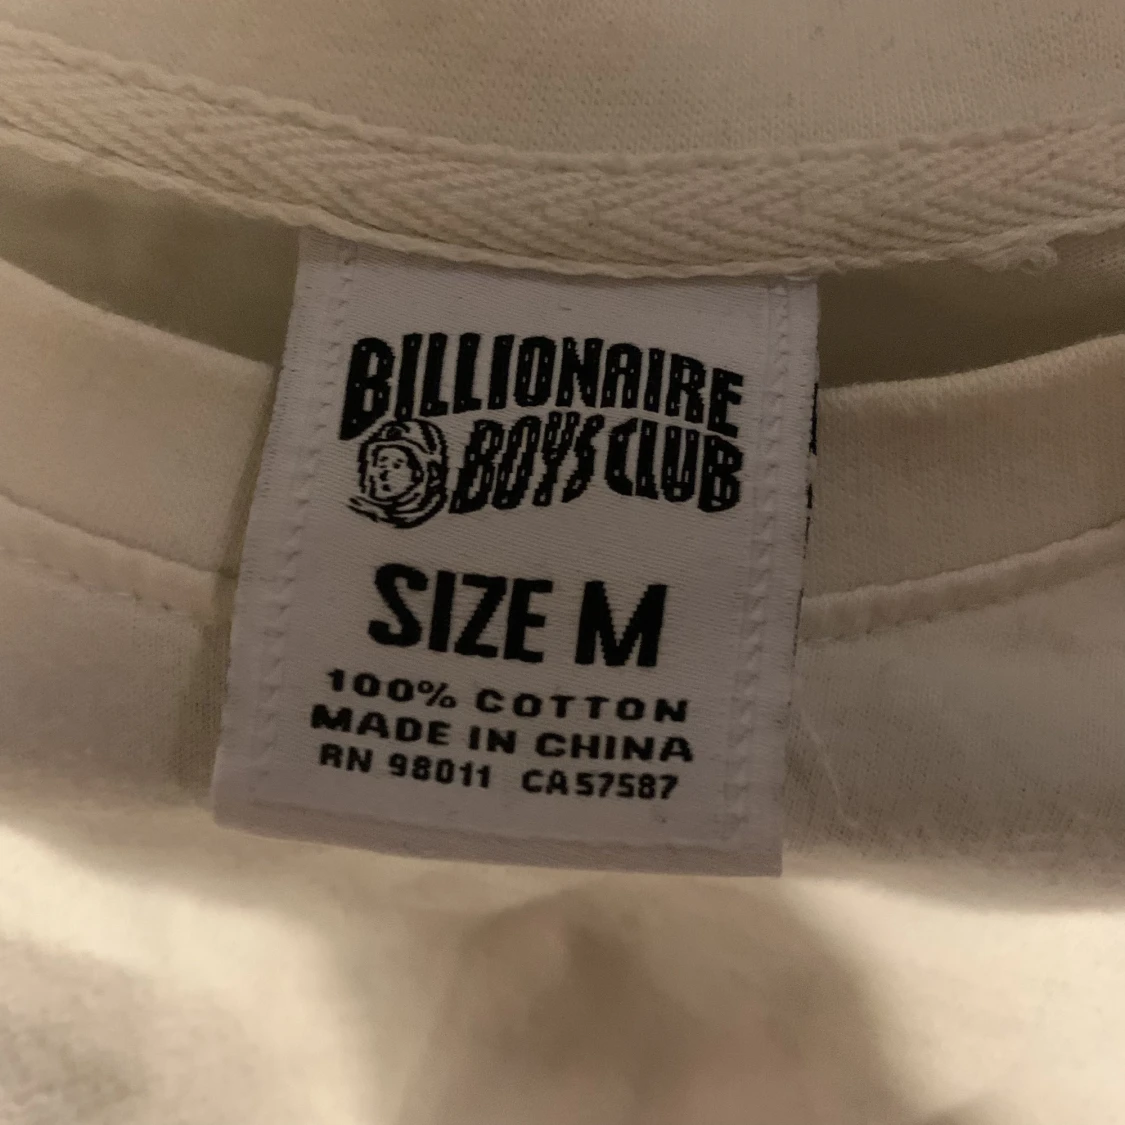 BILLIONAIRE
BOYS CLUB
SIZE M
100% COTTON
MADE IN CHINA
RN 98011 CA57587